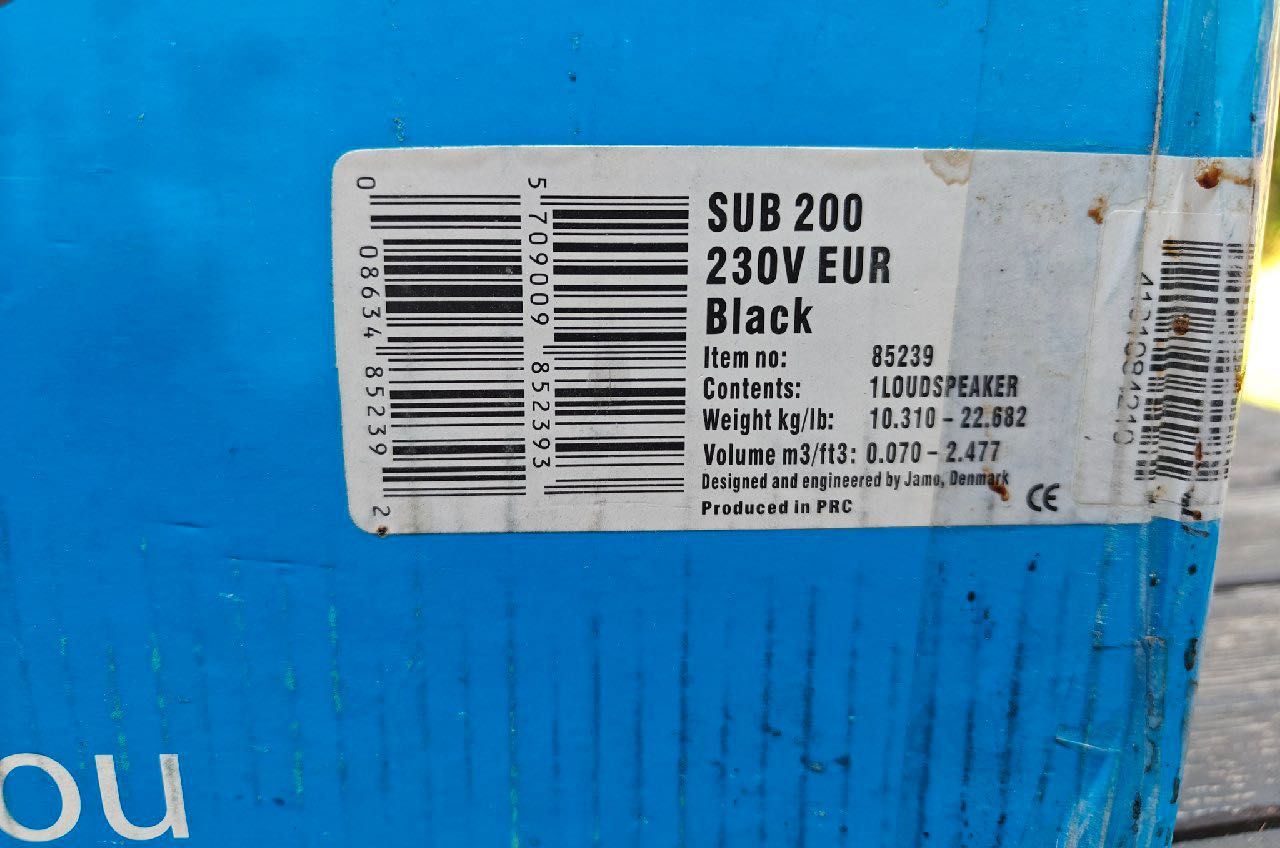 0 08634 85239 2
5 709009 852393
SUB 200
230V EUR
Black
Item no: 85239
Contents: 1LOUDSPEAKER
Weight kg/lb: 10.310 - 22.682
Volume m3/ft3: 0.070 - 2.477
Designed and engineered by Jamo, Denmark
Produced in PRC
CE
ou